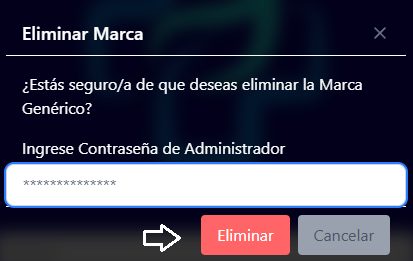 Eliminar Marca
¿Estás seguro/a de que deseas eliminar la Marca
Genérico?
Ingrese Contraseña de Administrador
**************
Eliminar
Cancelar